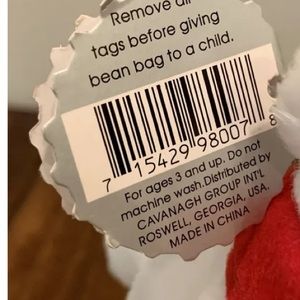 Remove all
tags before giving
bean bag to a child.
7 15429 98007 8
For ages 3 and up. Do not
machine wash. Distributed by
CAVANAGH GROUP INT'L
ROSWELL, GEORGIA, USA.
MADE IN CHINA